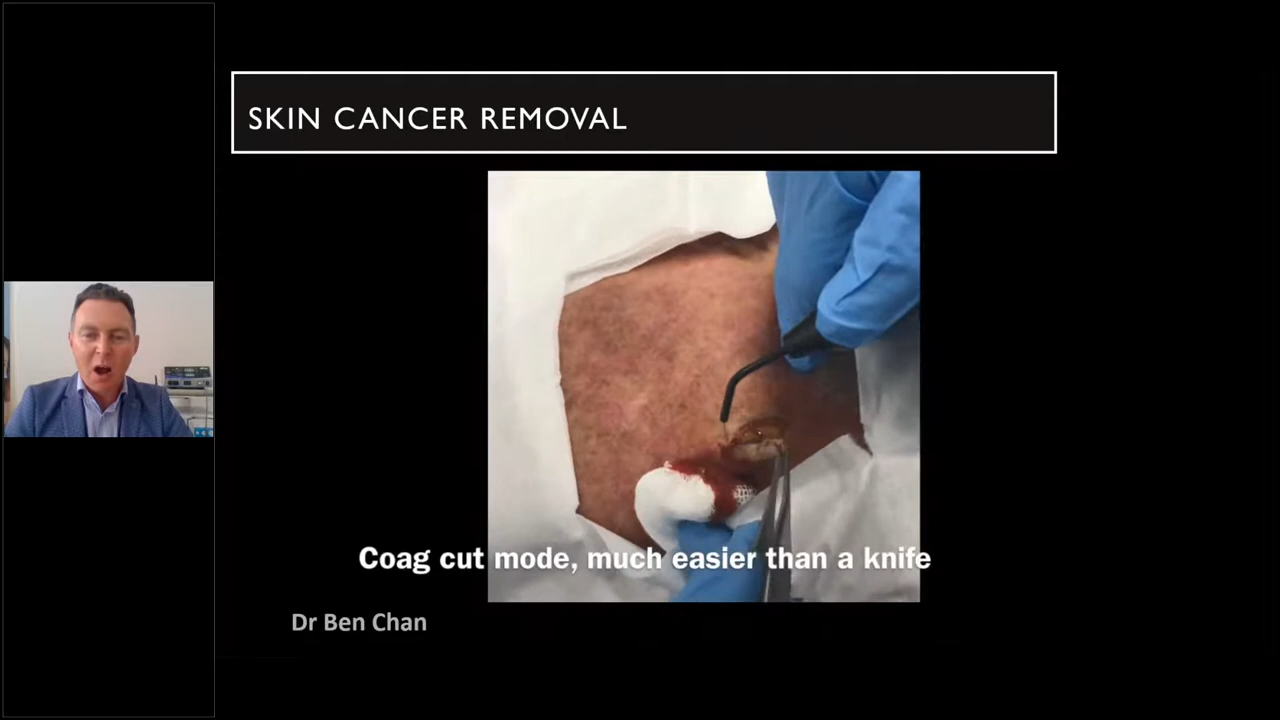 SKIN CANCER REMOVAL
Coag cut mode, much easier than a knife
Dr Ben Chan